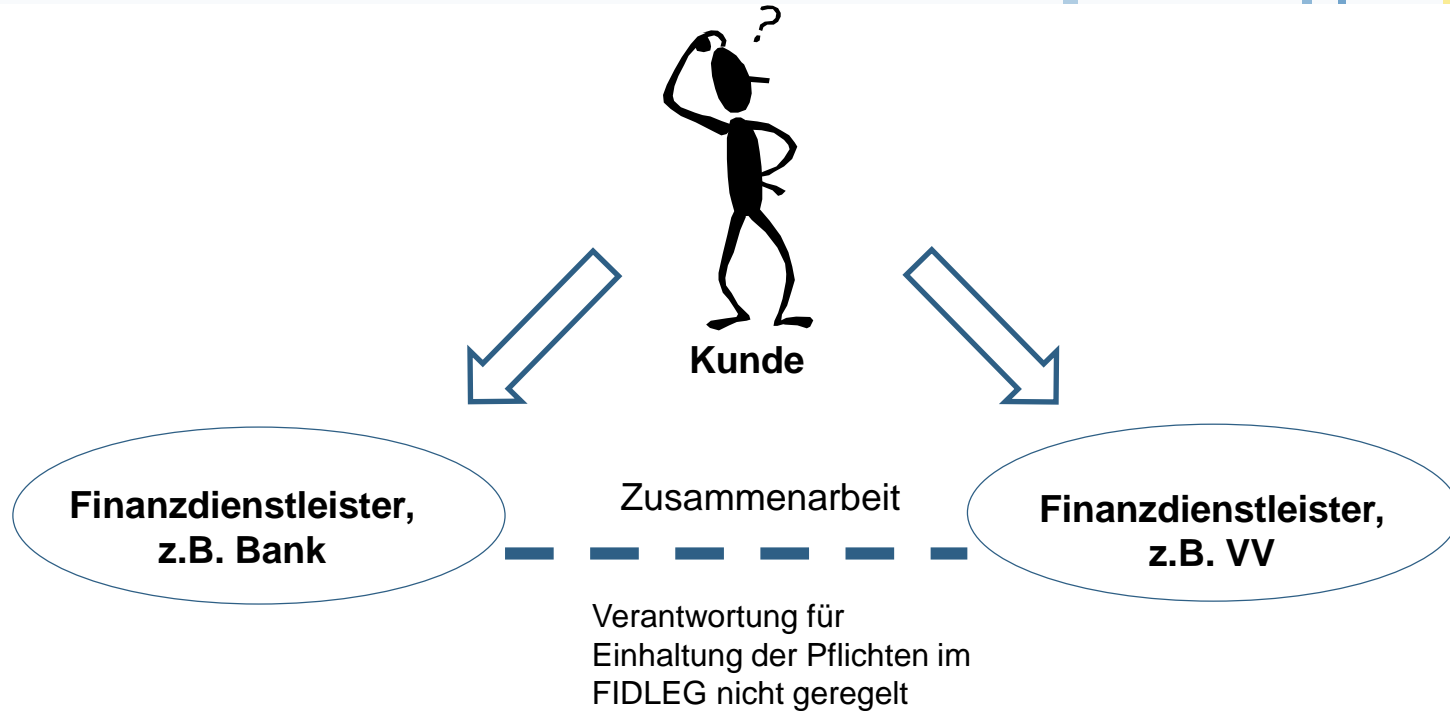 ?
Kunde
Finanzdienstleister,
z.B. Bank
Zusammenarbeit
Finanzdienstleister,
z.B. VV
Verantwortung für
Einhaltung der Pflichten im
FIDLEG nicht geregelt